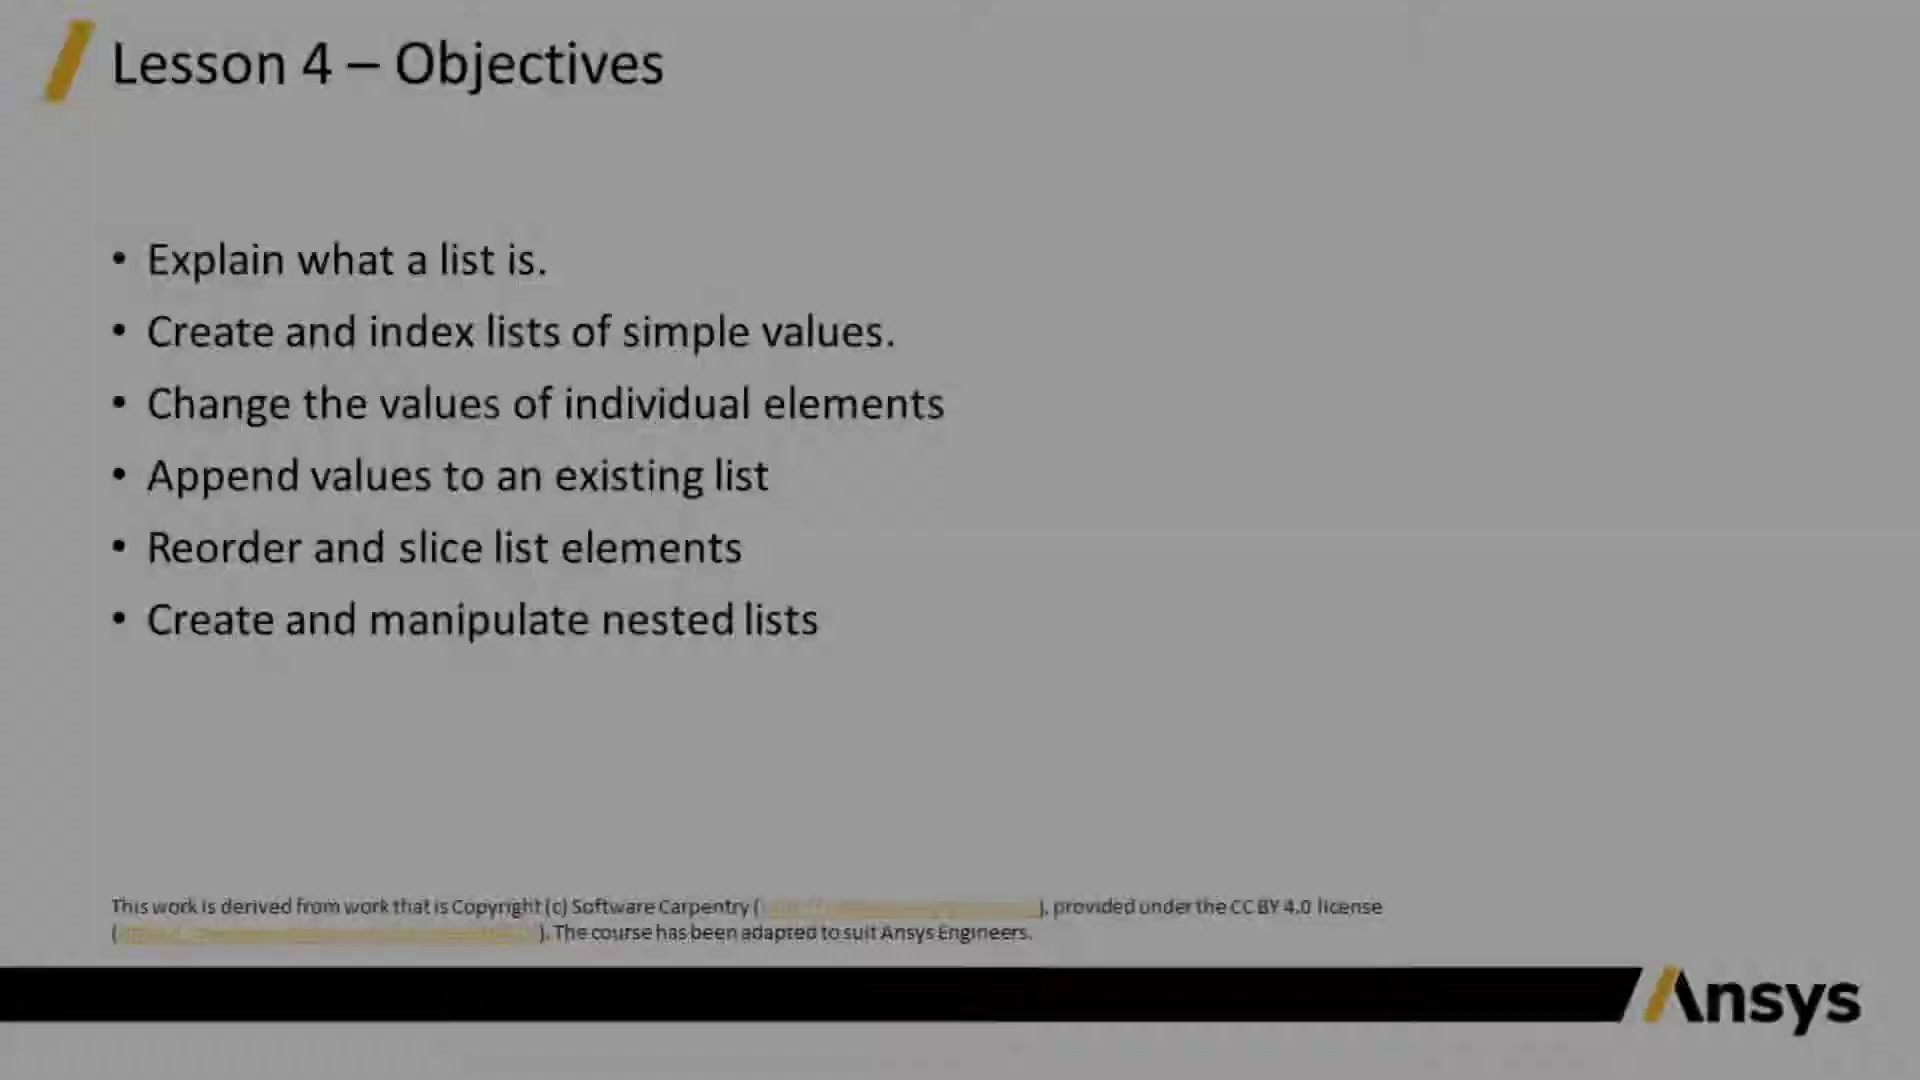 Lesson 4 – Objectives
• Explain what a list is.
• Create and index lists of simple values.
• Change the values of individual elements
• Append values to an existing list
• Reorder and slice list elements
• Create and manipulate nested lists
This work is derived from work that is Copyright (c) Software Carpentry ( ), provided under the CC BY 4.0 license
( ). The course has been adapted to suit Ansys Engineers.
Ansys